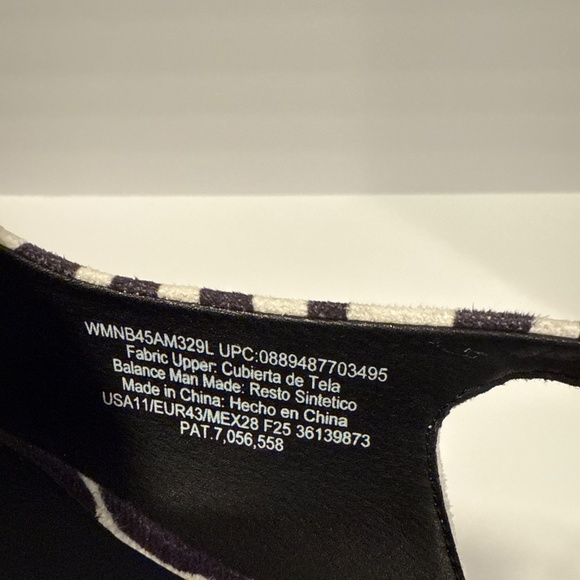 WMNB45AM329L UPC:0889487703495
Fabric Upper: Cubierta de Tela
Balance Man Made: Resto Sintetico
Made in China: Hecho en China
USA11/EUR43/MEX28 F25 36139873
PAT.7,056,558